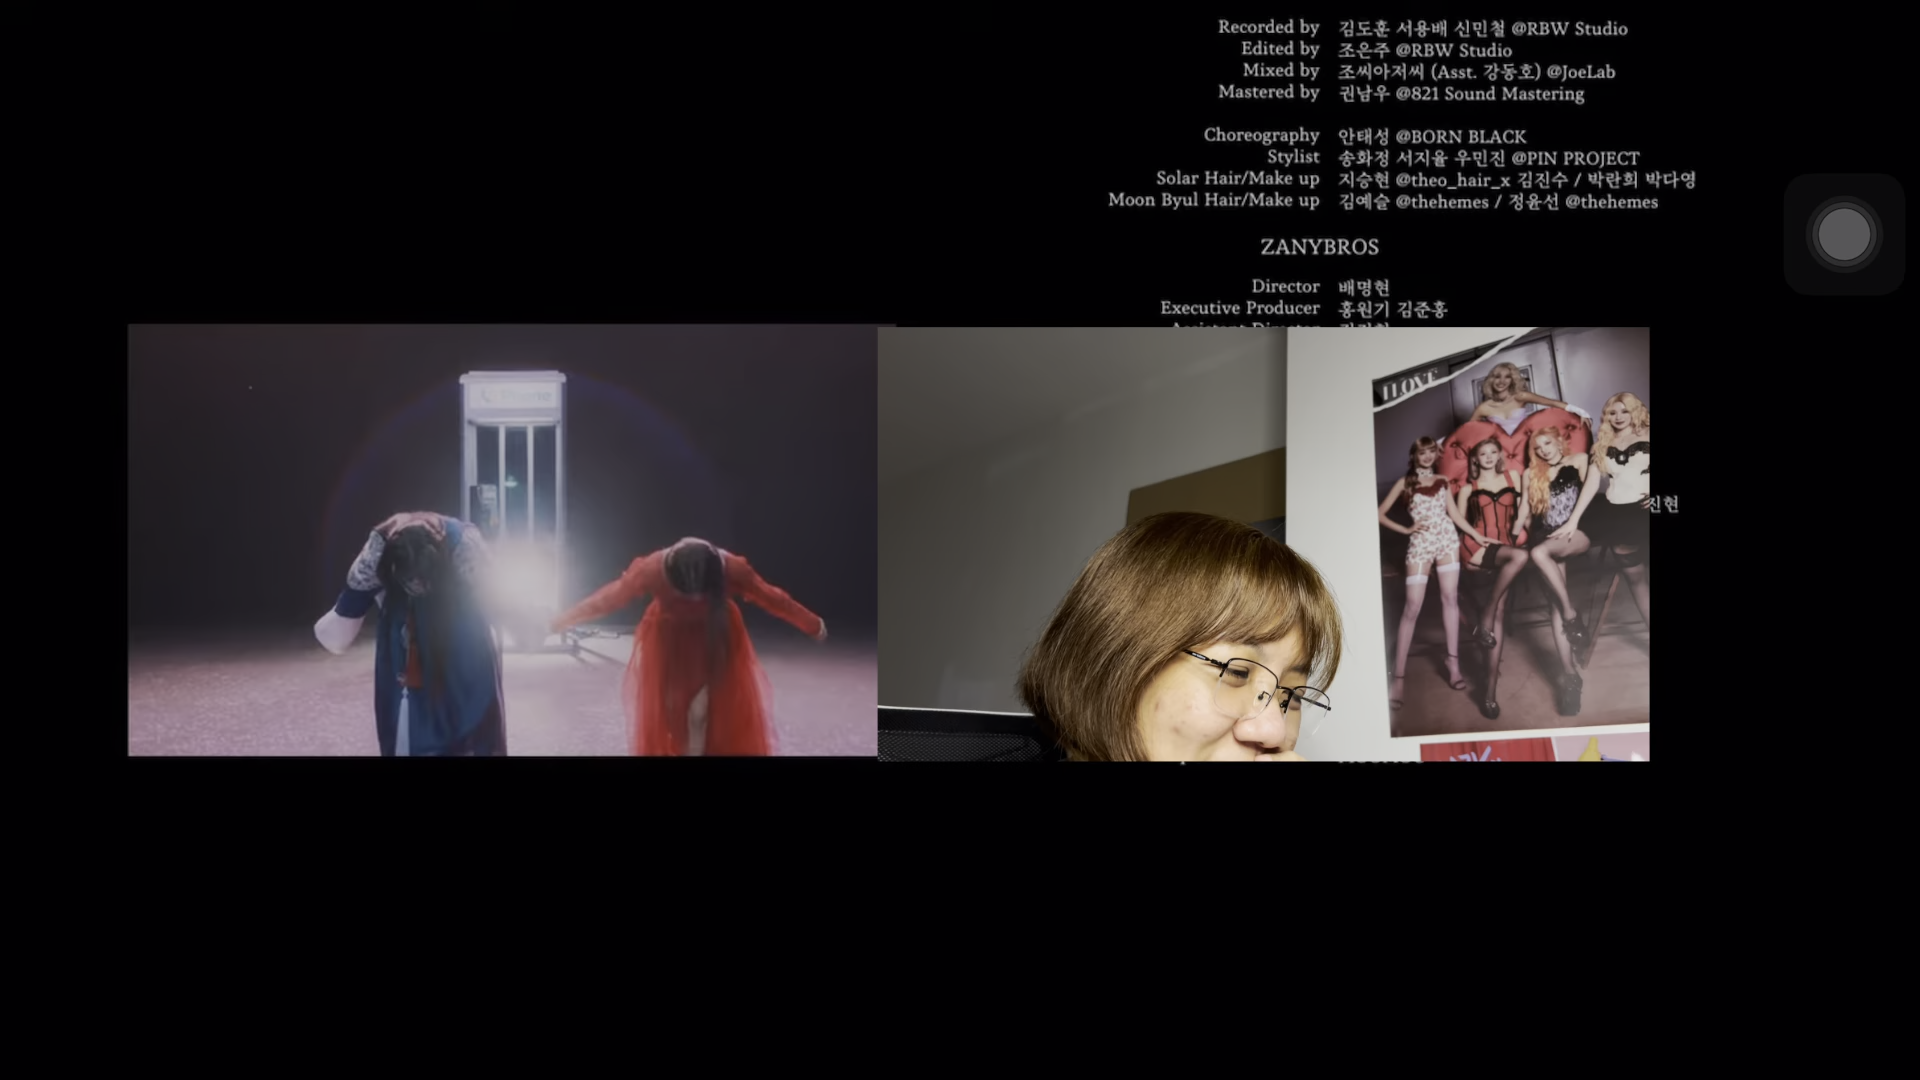 Recorded by 김도훈 서용배 신민철 @RBW Studio
Edited by 조은주 @RBW Studio
Mixed by 조씨아저씨 (Asst. 강동호) @JoeLab
Mastered by 권남우 @821 Sound Mastering
Choreography 안태성 @BORN BLACK
Stylist 송화정 서지율 우민진 @PIN PROJECT
Solar Hair/Make up 지승현 @theo_hair_x 김진수 / 박란희 박다영
Moon Byul Hair/Make up 김예슬 @thehemes / 정윤선 @thehemes
ZANYBROS
Director 배명현
Executive Producer 홍원기 김준홍
Assistant Director
Phone
I LOVE
진현